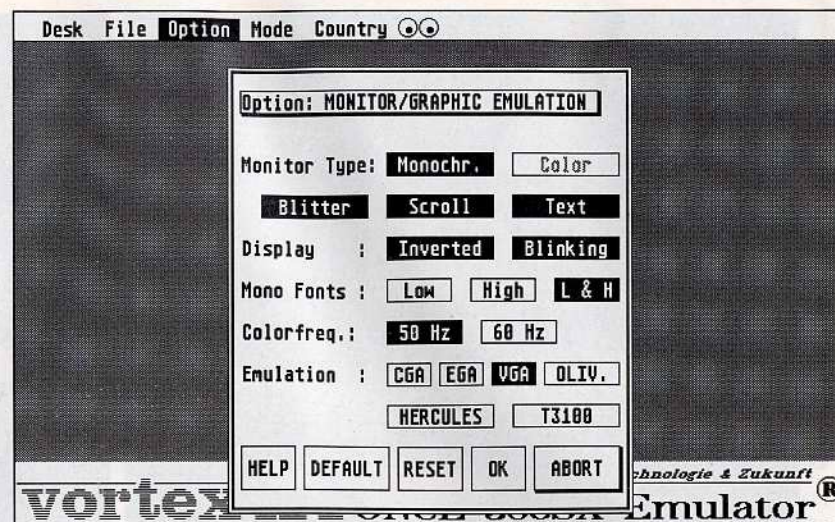 Desk File Option Mode Country
Option: MONITOR/GRAPHIC EMULATION
Monitor Type: Monochr. Color
Blitter Scroll Text
Display : Inverted Blinking
Mono Fonts : Low High L & H
Colorfreq.: 50 Hz 60 Hz
Emulation : CGA EGA VGA OLIV.
HERCULES T3100
HELP DEFAULT RESET OK ABORT
& Zukunft
vortex Emulator®